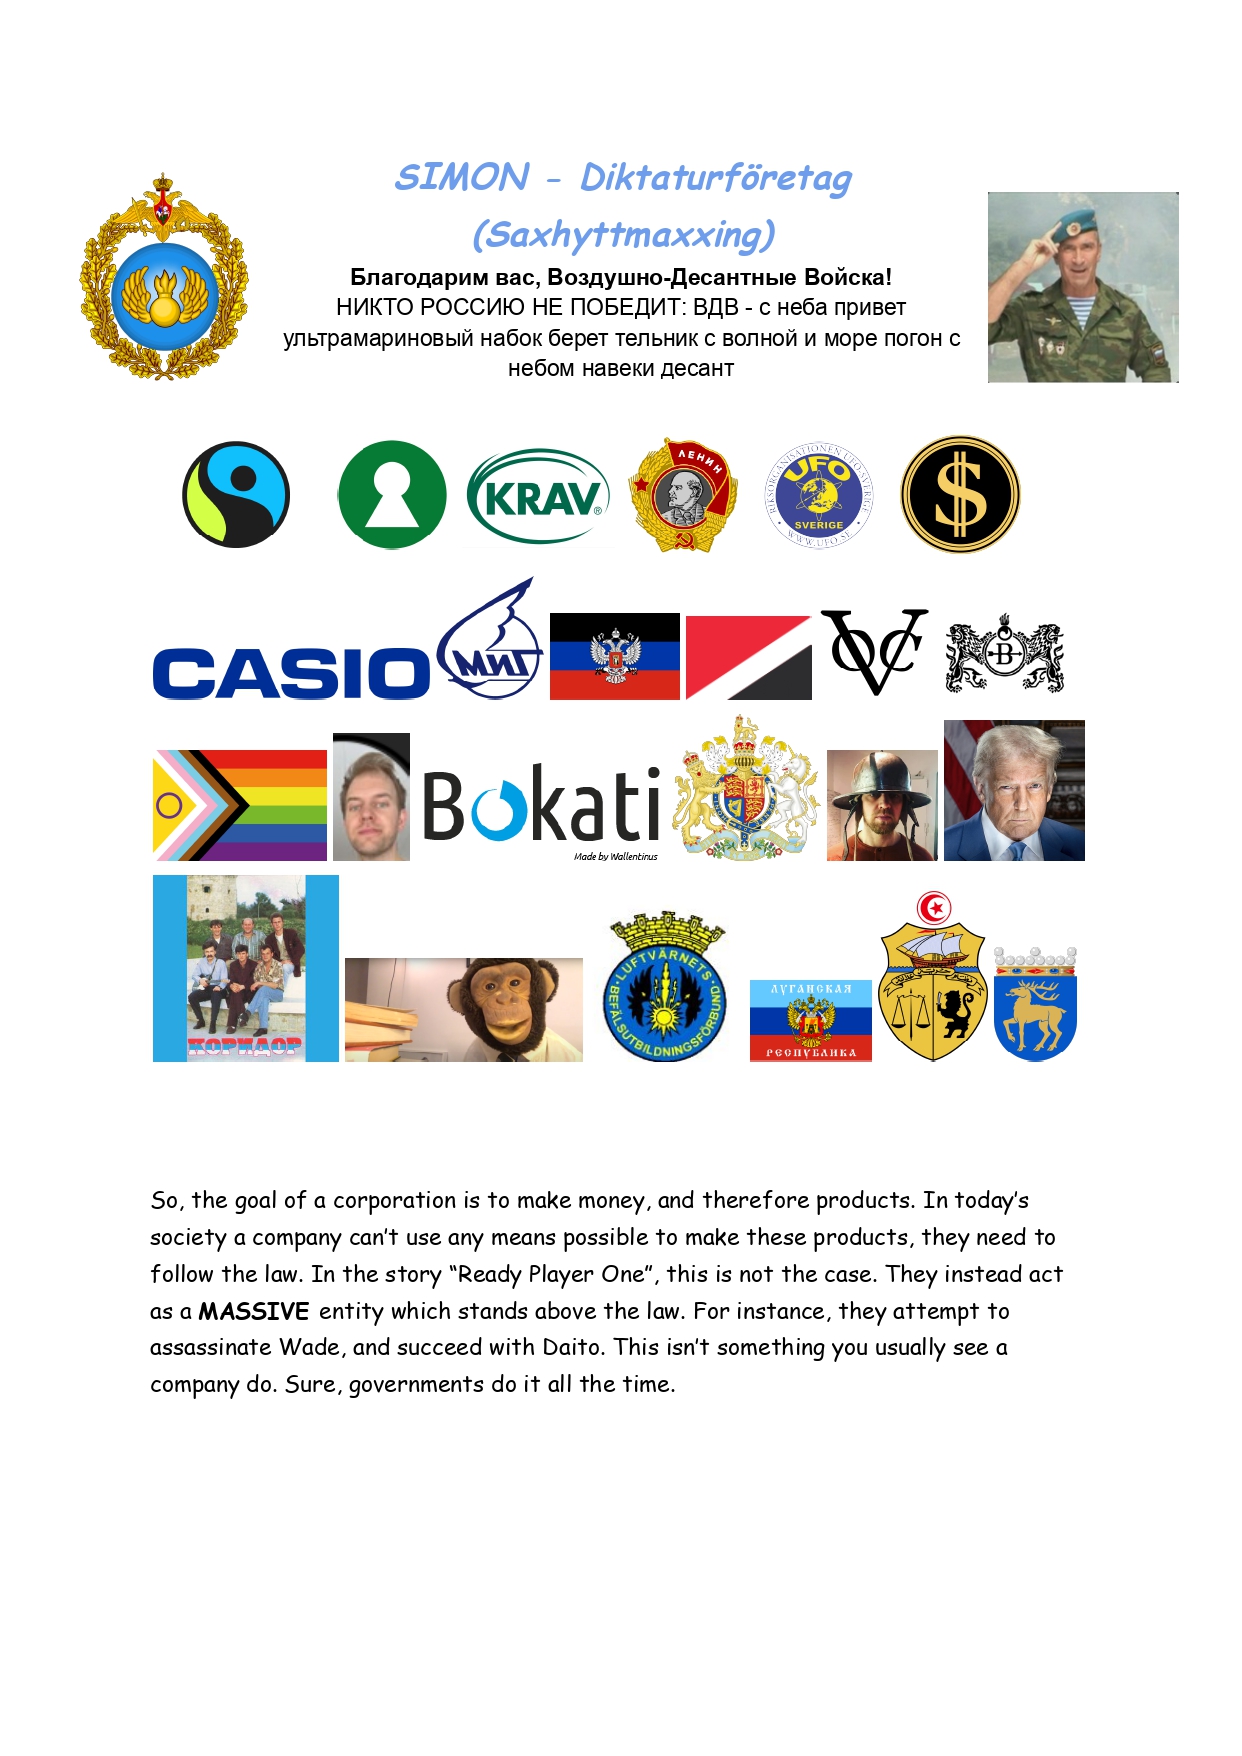 SIMON - Diktaturföretag
(Saxhyttmaxxing)
Благодарим вас, Воздушно-Десантные Войска!
НИКТО РОССИЮ НЕ ПОБЕДИТ: ВДВ - с неба привет
ультрамариновый набок берет тельник с волной и море погон с
небом навеки десант
KRAV®
ЛЕНИН
RIKSORGANISATIONEN UFO-SVERIGE
UFO
SVERIGE
WWW.UFO.SE
$
CASIO
МиГ
VOC
B
Bokati
Made by Wallentinus
КОРИДОР
LUFTVÄRNETS
BEFÄLSUTBILDNINGSFÖRBUND
ЛУГАНСКАЯ
РЕСПУБЛИКА
So, the goal of a corporation is to make money, and therefore products. In today’s
society a company can’t use any means possible to make these products, they need to
follow the law. In the story “Ready Player One”, this is not the case. They instead act
as a MASSIVE entity which stands above the law. For instance, they attempt to
assassinate Wade, and succeed with Daito. This isn’t something you usually see a
company do. Sure, governments do it all the time.